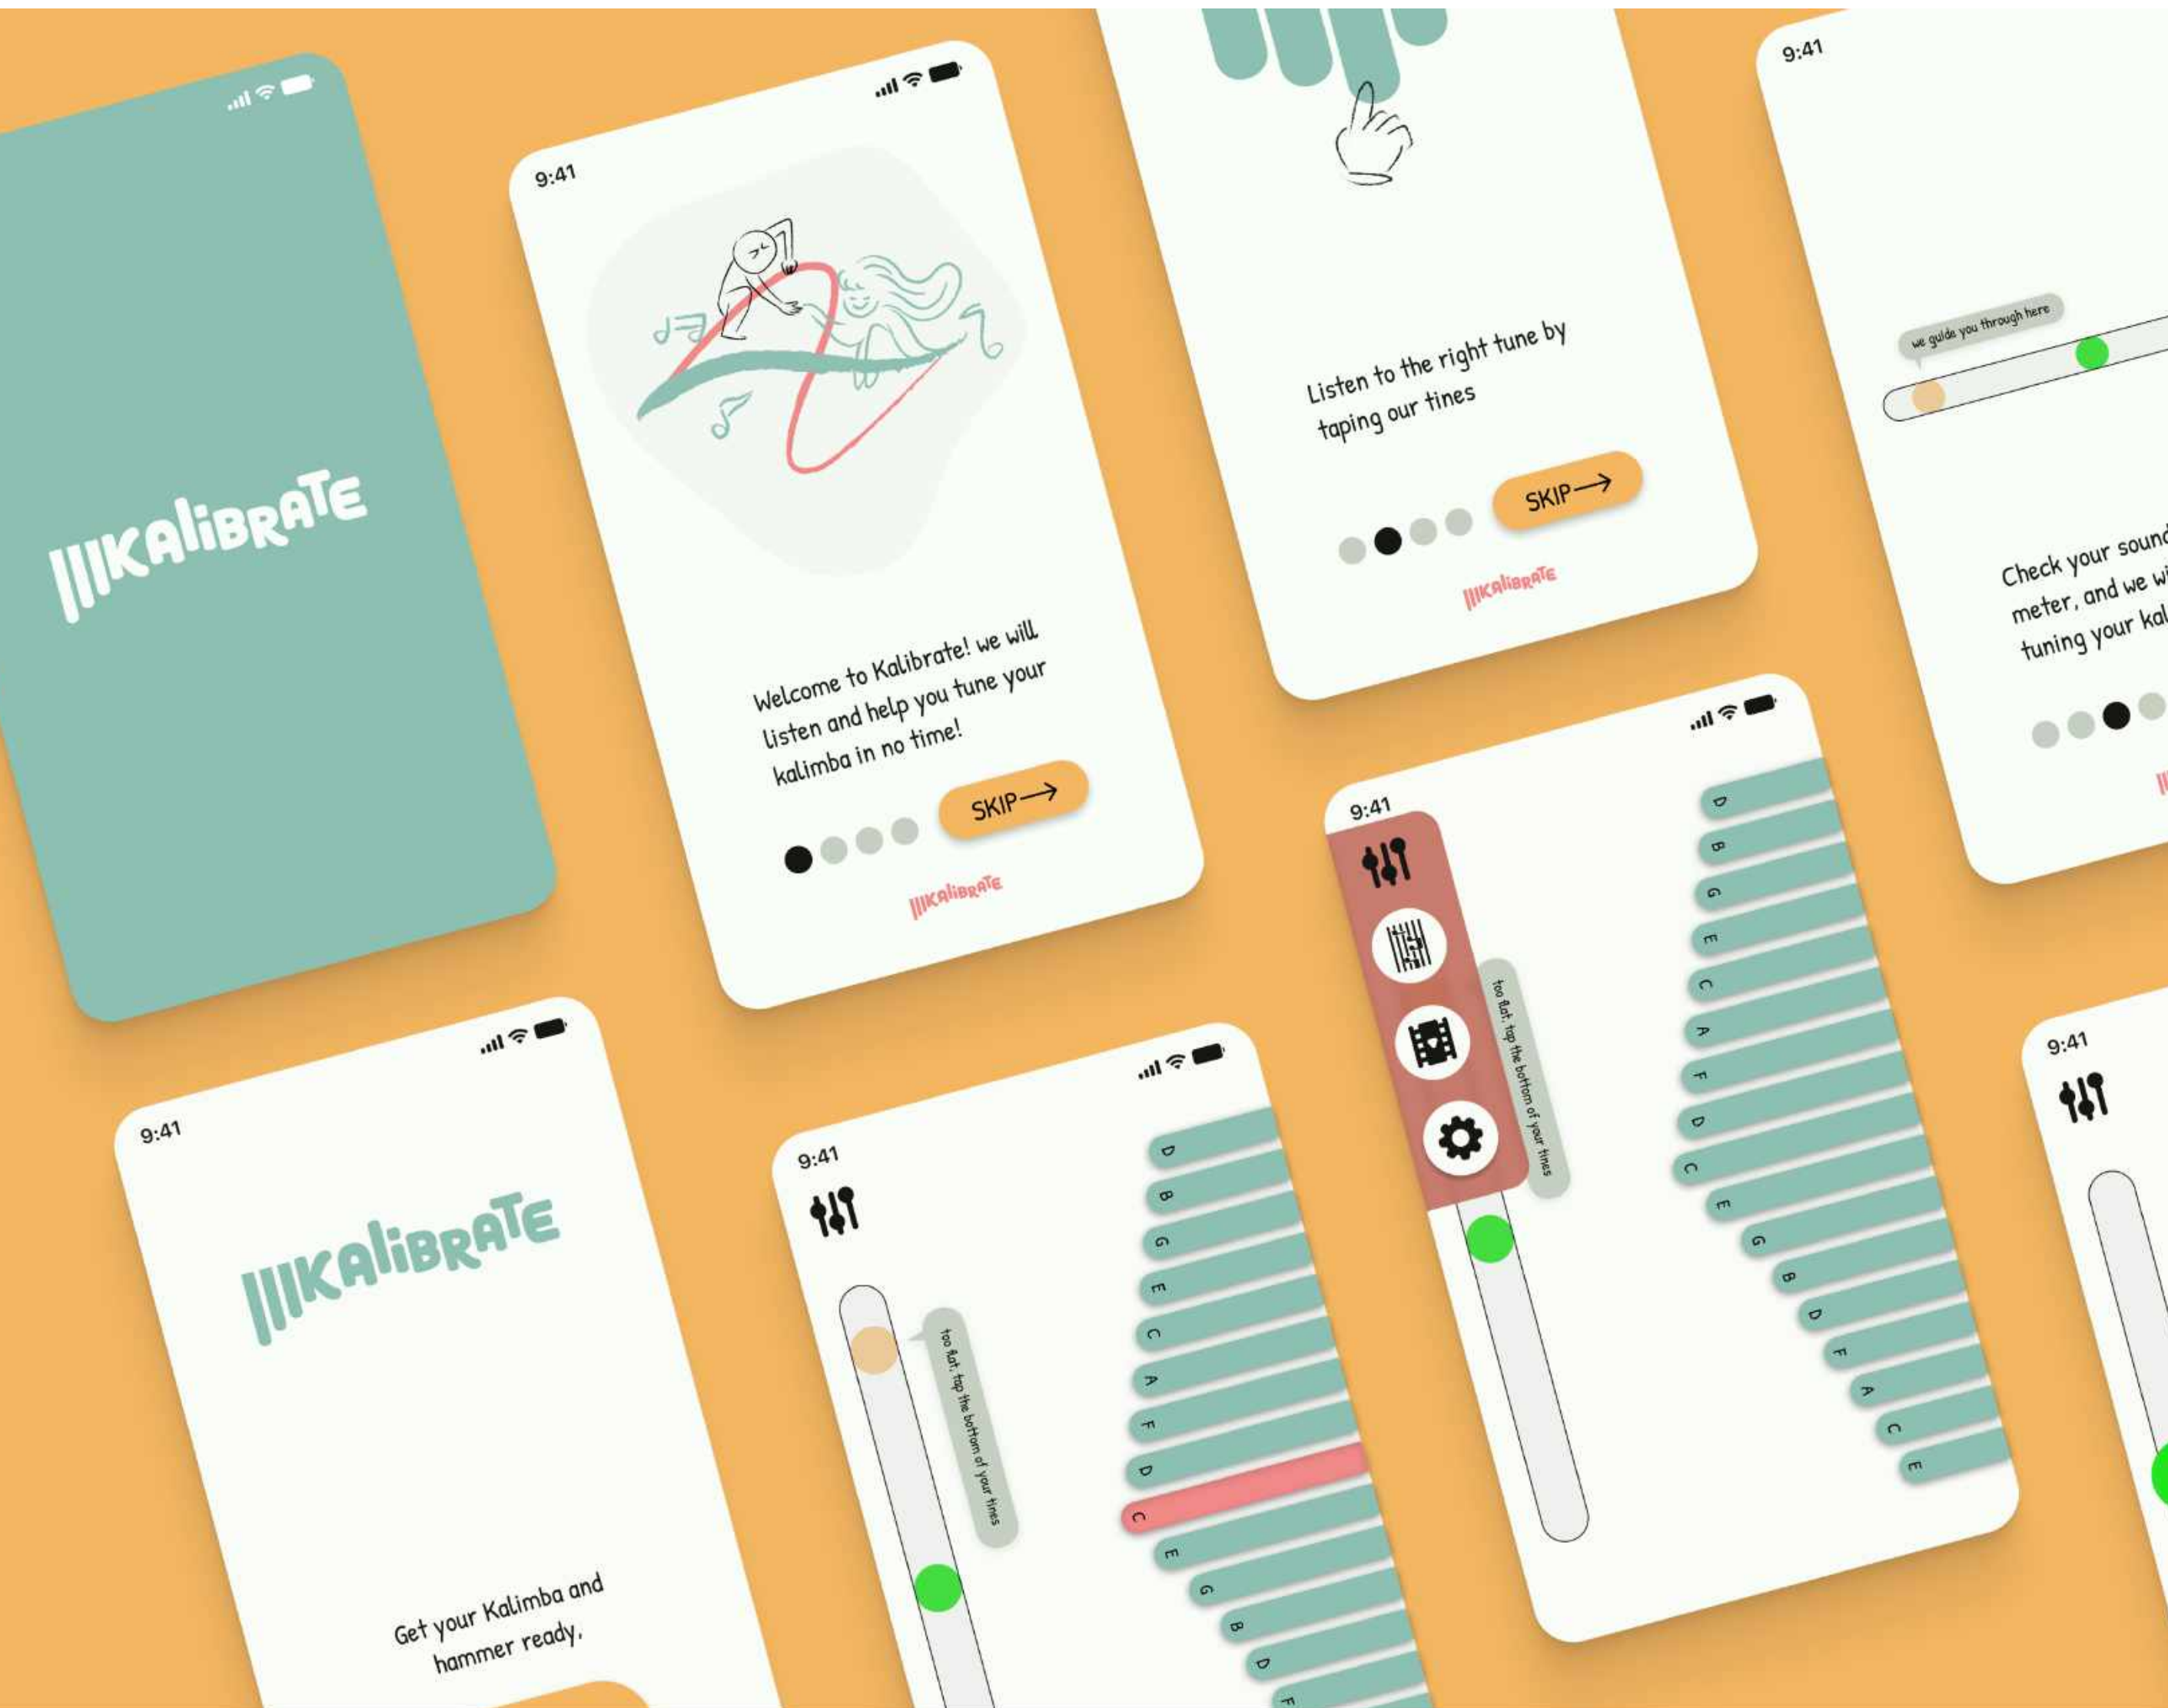 KAliBRATE
9:41
Welcome to Kalibrate! we will
listen and help you tune your
kalimba in no time!
SKIP
KAliBRATE
Listen to the right tune by
taping our tines
SKIP
KAliBRATE
9:41
we guide you through here
Check your sound
meter, and we wi
tuning your kal
9:41
KAliBRATE
Get your Kalimba and
hammer ready,
9:41
too flat, tap the bottom of your tines
D
B
G
E
C
A
F
D
C
E
G
B
D
F
9:41
too flat, tap the bottom of your tines
D
B
G
E
C
A
F
D
C
E
G
B
D
F
A
C
E
9:41